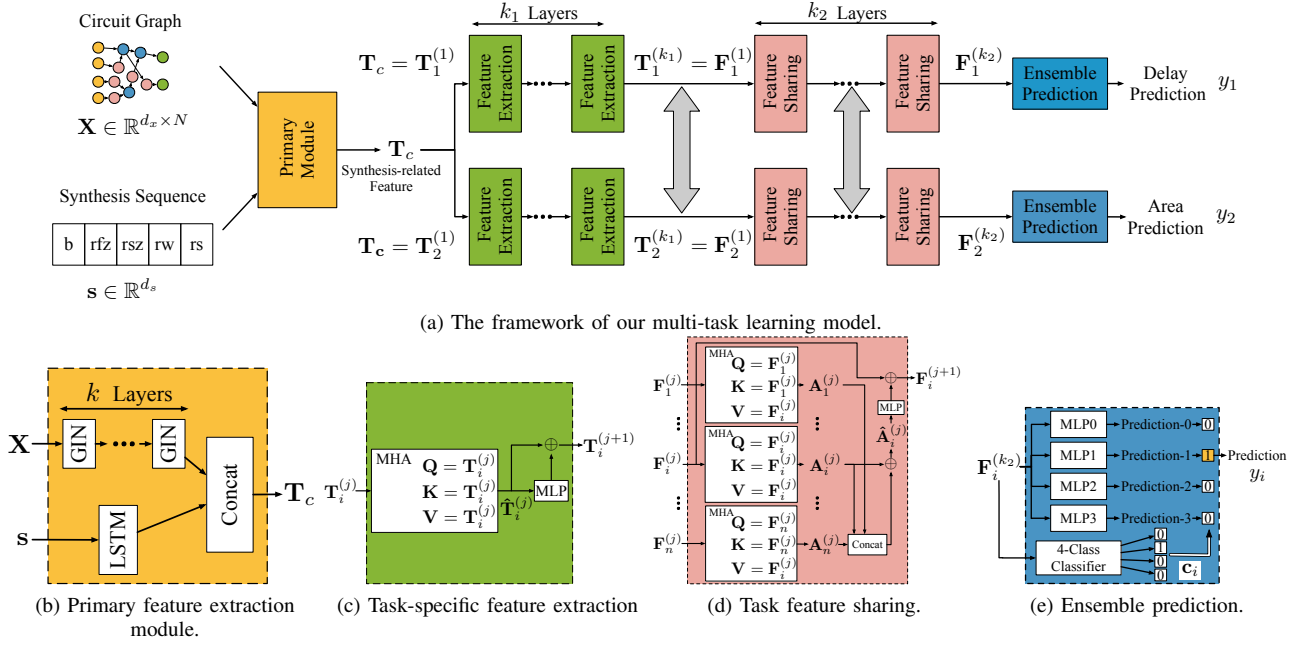 Circuit Graph
X ∈ ℝ^{d_x×N}
Synthesis Sequence
b rfz rsz rw rs
s ∈ ℝ^{d_s}
Primary Module
T_c
Synthesis-related
Feature
k_1 Layers
T_c = T_1^{(1)}
Feature Extraction
Feature Extraction
T_1^{(k_1)} = F_1^{(1)}
k_2 Layers
Feature Sharing
Feature Sharing
F_1^{(k_2)}
Ensemble Prediction
Delay Prediction
y_1
T_c = T_2^{(1)}
Feature Extraction
Feature Extraction
T_2^{(k_1)} = F_2^{(1)}
Feature Sharing
Feature Sharing
F_2^{(k_2)}
Ensemble Prediction
Area Prediction
y_2
(a) The framework of our multi-task learning model.
k Layers
X
GIN
GIN
s
LSTM
Concat
T_c
(b) Primary feature extraction
module.
T_i^{(j)}
MHA
Q = T_i^{(j)}
K = T_i^{(j)}
V = T_i^{(j)}
T̂_i^{(j)}
MLP
⊕
T_i^{(j+1)}
(c) Task-specific feature extraction
F_1^{(j)}
MHA
Q = F_1^{(j)}
K = F_1^{(j)}
V = F_i^{(j)}
A_1^{(j)}
F_i^{(j)}
MHA
Q = F_i^{(j)}
K = F_i^{(j)}
V = F_i^{(j)}
A_i^{(j)}
F_n^{(j)}
MHA
Q = F_n^{(j)}
K = F_n^{(j)}
V = F_i^{(j)}
A_n^{(j)}
Concat
⊕
Â_i^{(j)}
MLP
⊕
F_i^{(j+1)}
(d) Task feature sharing.
F_i^{(k_2)}
MLP0 Prediction-0 0
MLP1 Prediction-1 1
MLP2 Prediction-2 0
MLP3 Prediction-3 0
4-Class
Classifier
0
1
0
0
c_i
Prediction
y_i
(e) Ensemble prediction.